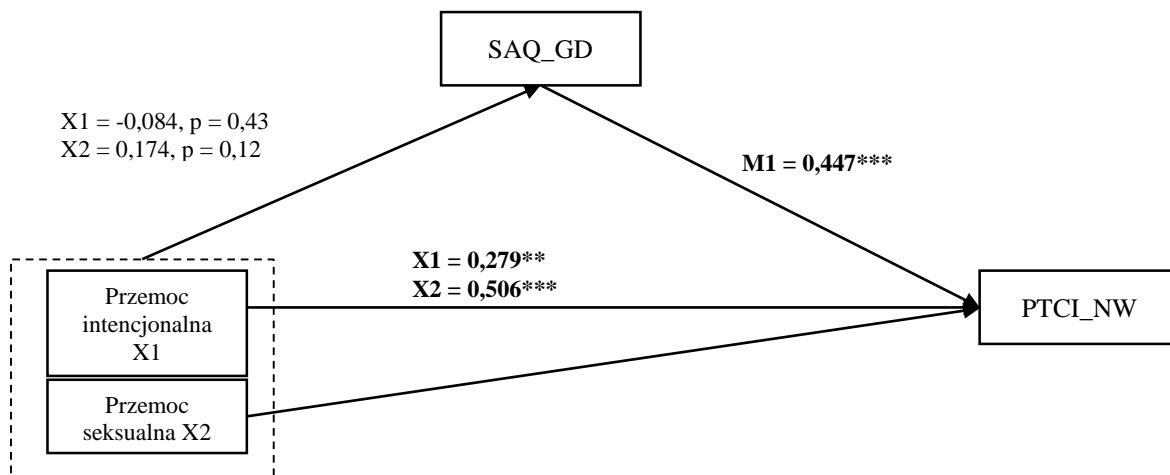 SAQ_GD
X1 = -0,084, p = 0,43
X2 = 0,174, p = 0,12
M1 = 0,447***
X1 = 0,279**
X2 = 0,506***
Przemoc
intencjonalna
X1
PTCI_NW
Przemoc
seksualna X2